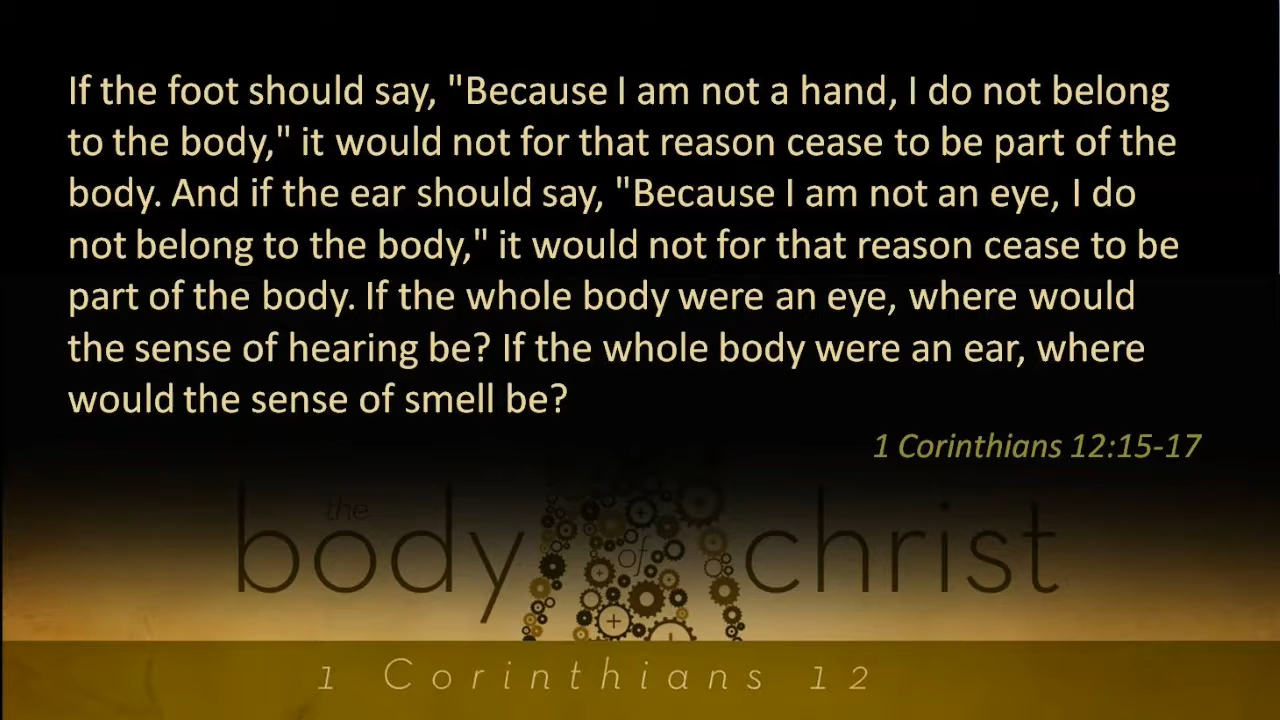 If the foot should say, "Because I am not a hand, I do not belong
to the body," it would not for that reason cease to be part of the
body. And if the ear should say, "Because I am not an eye, I do
not belong to the body," it would not for that reason cease to be
part of the body. If the whole body were an eye, where would
the sense of hearing be? If the whole body were an ear, where
would the sense of smell be?
1 Corinthians 12:15-17
the
body of christ
1 Corinthians 12